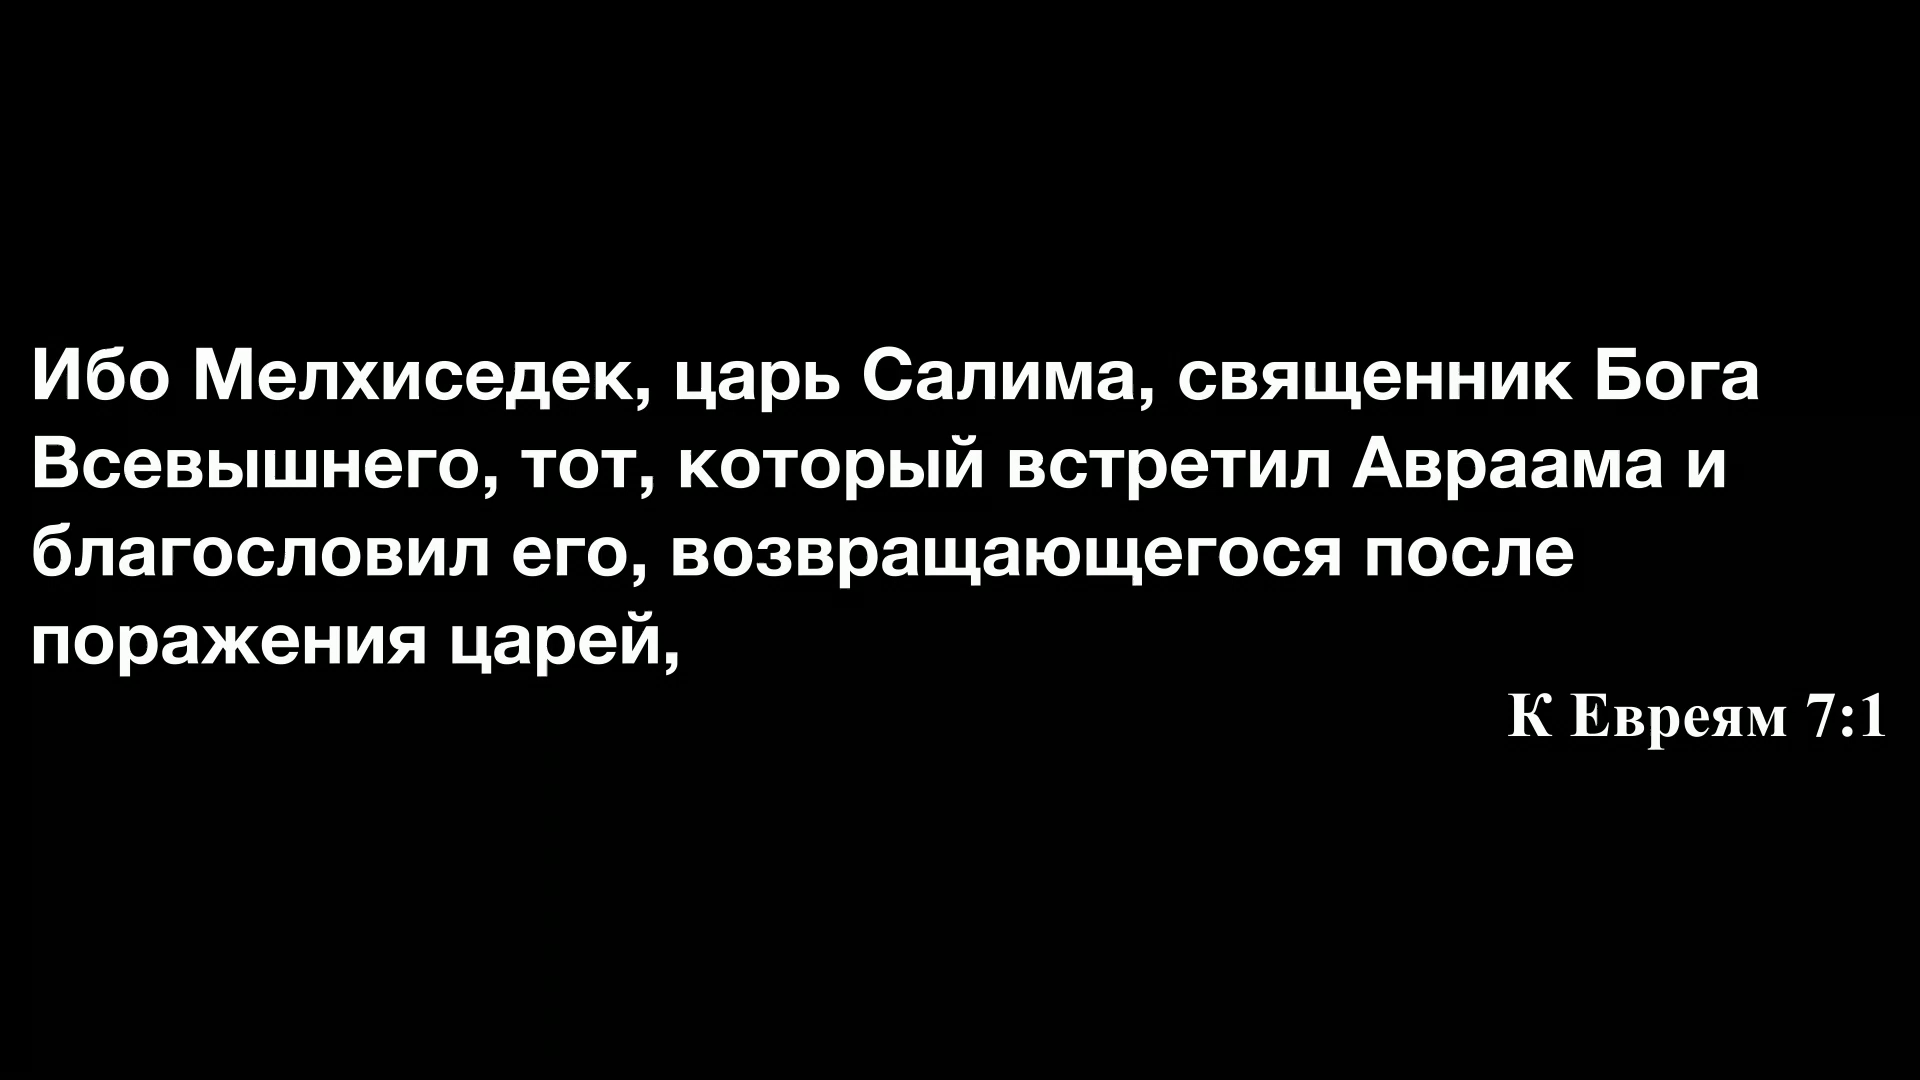 Ибо Мелхиседек, царь Салима, священник Бога
Всевышнего, тот, который встретил Авраама и
благословил его, возвращающегося после
поражения царей,
К Евреям 7:1